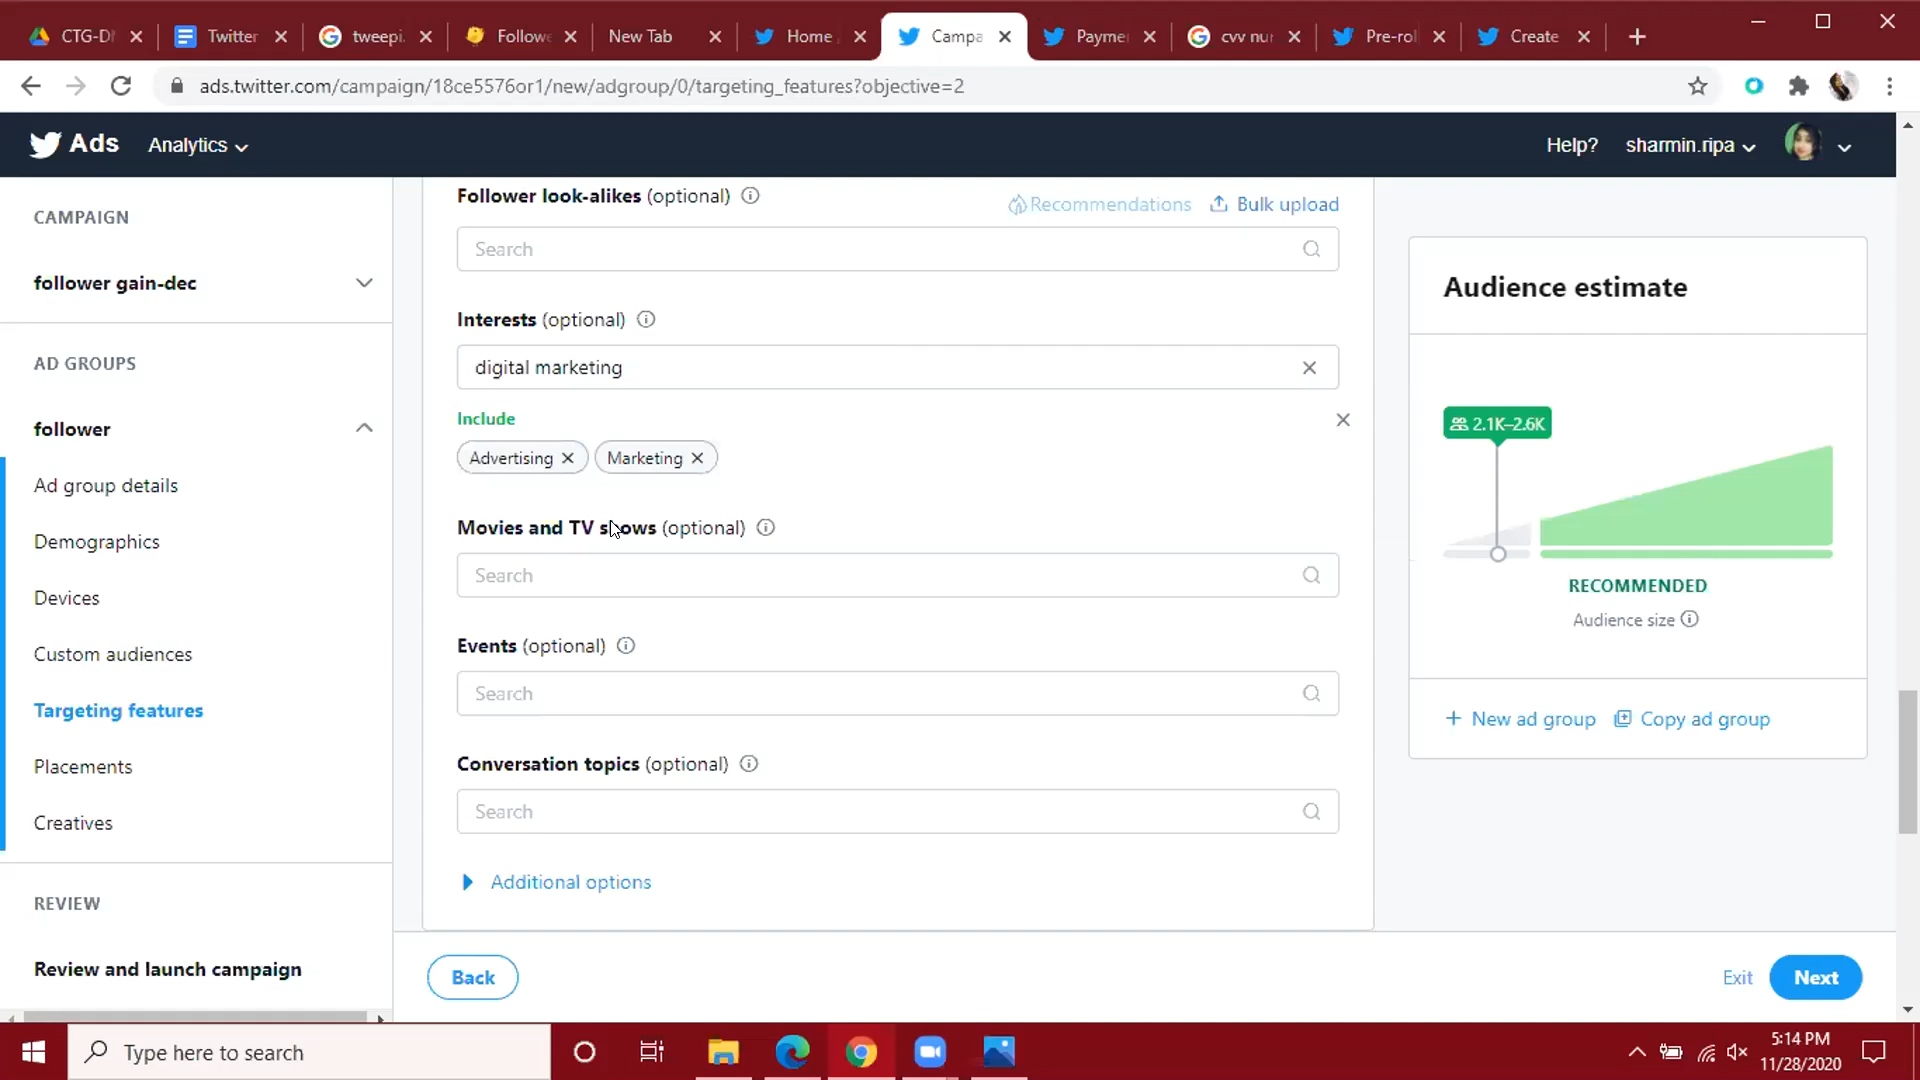 CTG-DM
Twitter
tweepi.
Follow
New Tab
Home
Campa
Payme
cvv nu
Pre-rol
Create
ads.twitter.com/campaign/18ce5576or1/new/adgroup/0/targeting_features?objective=2
Ads
Analytics
Help?
sharmin.ripa
CAMPAIGN
follower gain-dec
AD GROUPS
follower
Ad group details
Demographics
Devices
Custom audiences
Targeting features
Placements
Creatives
REVIEW
Review and launch campaign
Follower look-alikes (optional)
Recommendations
Bulk upload
Search
Interests (optional)
digital marketing
Include
Advertising
Marketing
Movies and TV shows (optional)
Search
Events (optional)
Search
Conversation topics (optional)
Search
Additional options
Back
Exit
Next
Audience estimate
2.1K–2.6K
RECOMMENDED
Audience size
New ad group
Copy ad group
Type here to search
5:14 PM
11/28/2020